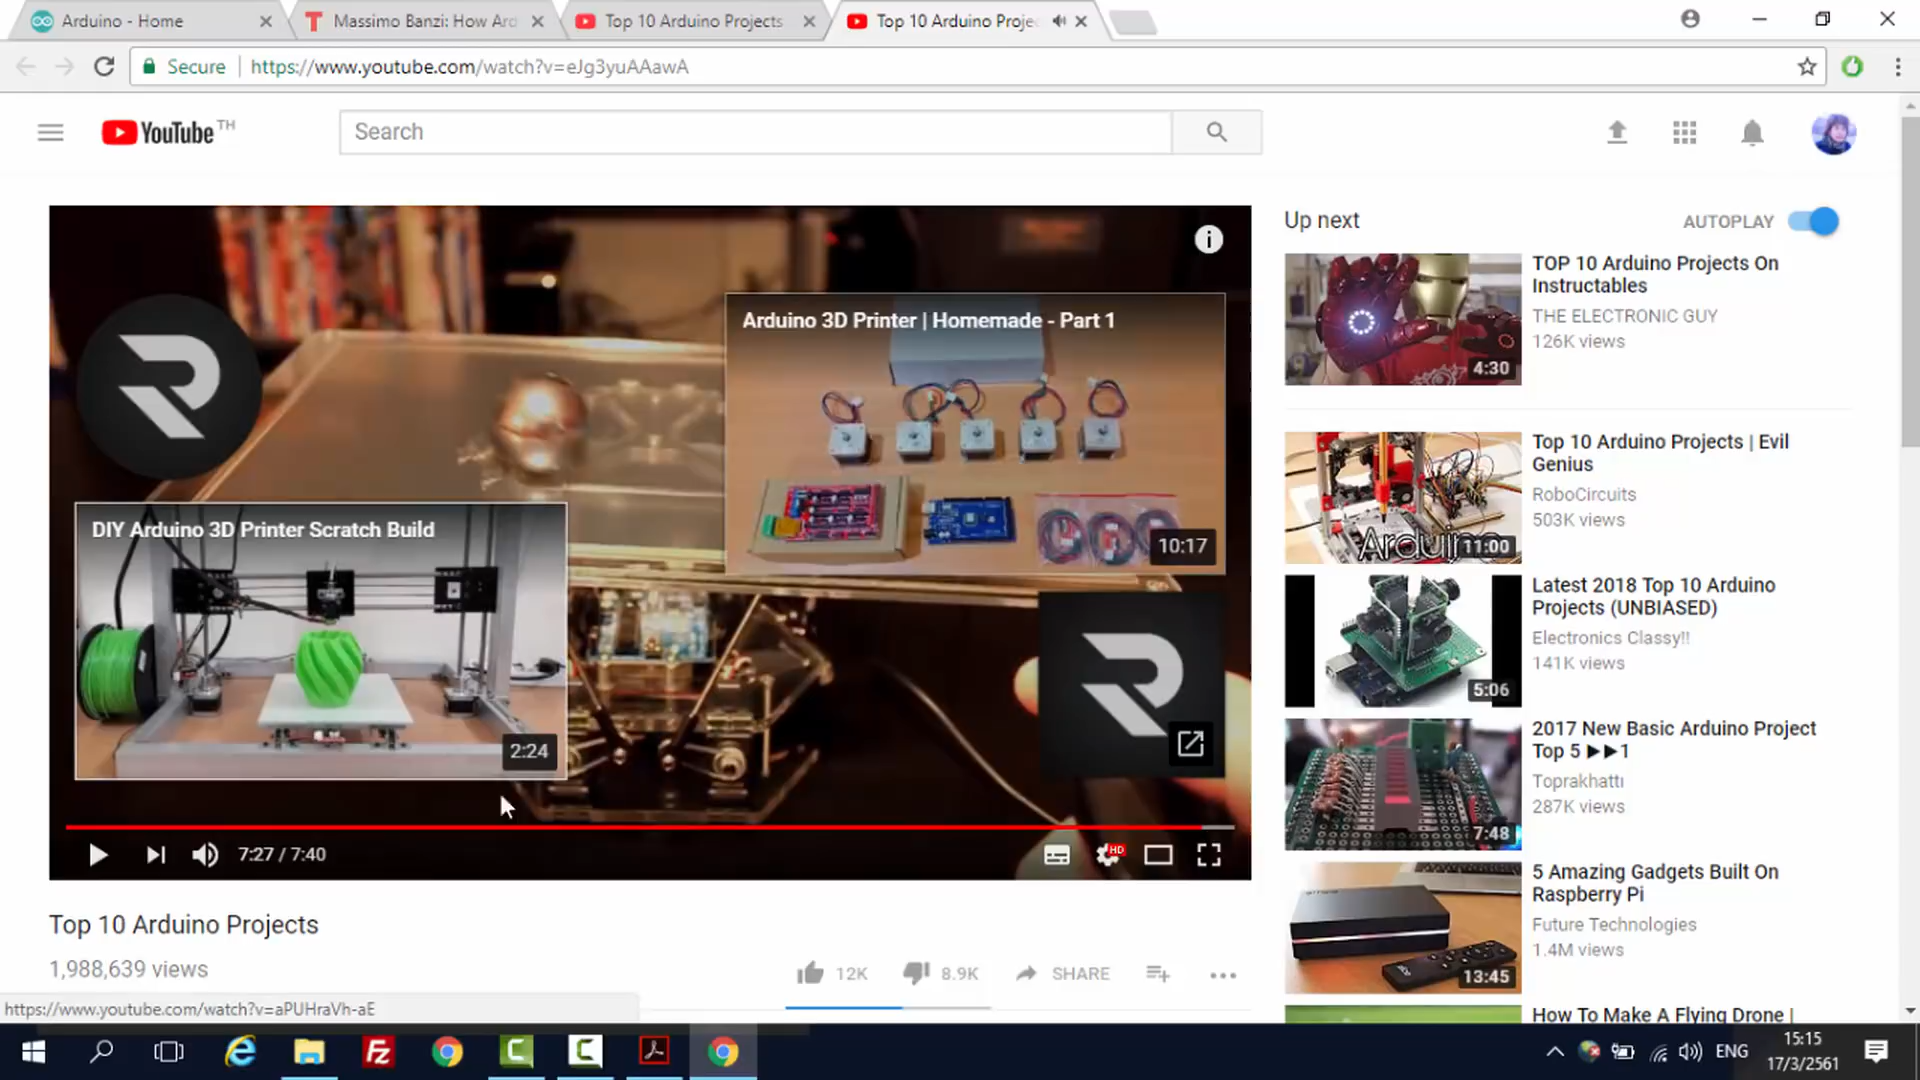 Arduino - Home
Massimo Banzi: How Ard
Top 10 Arduino Projects
Top 10 Arduino Proje
Secure
https://www.youtube.com/watch?v=eJg3yuAAawA
YouTube TH
Search
Up next
AUTOPLAY
TOP 10 Arduino Projects On
Instructables
THE ELECTRONIC GUY
126K views
4:30
Arduino 3D Printer | Homemade - Part 1
10:17
DIY Arduino 3D Printer Scratch Build
2:24
Top 10 Arduino Projects | Evil
Genius
RoboCircuits
503K views
Arduino
11:00
Latest 2018 Top 10 Arduino
Projects (UNBIASED)
Electronics Classy!!
141K views
5:06
2017 New Basic Arduino Project
Top 5 ▶▶1
Toprakhattı
287K views
7:48
7:27 / 7:40
HD
5 Amazing Gadgets Built On
Raspberry Pi
Future Technologies
1.4M views
13:45
Top 10 Arduino Projects
1,988,639 views
12K
8.9K
SHARE
How To Make A Flying Drone |
https://www.youtube.com/watch?v=aPUHraVh-aE
ENG
15:15
17/3/2561